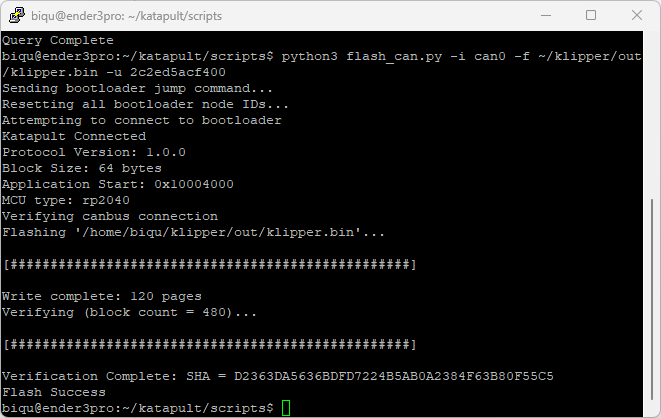 biqu@ender3pro: ~/katapult/scripts
Query Complete
biqu@ender3pro:~/katapult/scripts$ python3 flash_can.py -i can0 -f ~/klipper/out
/klipper.bin -u 2c2ed5acf400
Sending bootloader jump command...
Resetting all bootloader node IDs...
Attempting to connect to bootloader
Katapult Connected
Protocol Version: 1.0.0
Block Size: 64 bytes
Application Start: 0x10004000
MCU type: rp2040
Verifying canbus connection
Flashing '/home/biqu/klipper/out/klipper.bin'...
[##################################################]
Write complete: 120 pages
Verifying (block count = 480)...
[##################################################]
Verification Complete: SHA = D2363DA5636BDFD7224B5AB0A2384F63B80F55C5
Flash Success
biqu@ender3pro:~/katapult/scripts$